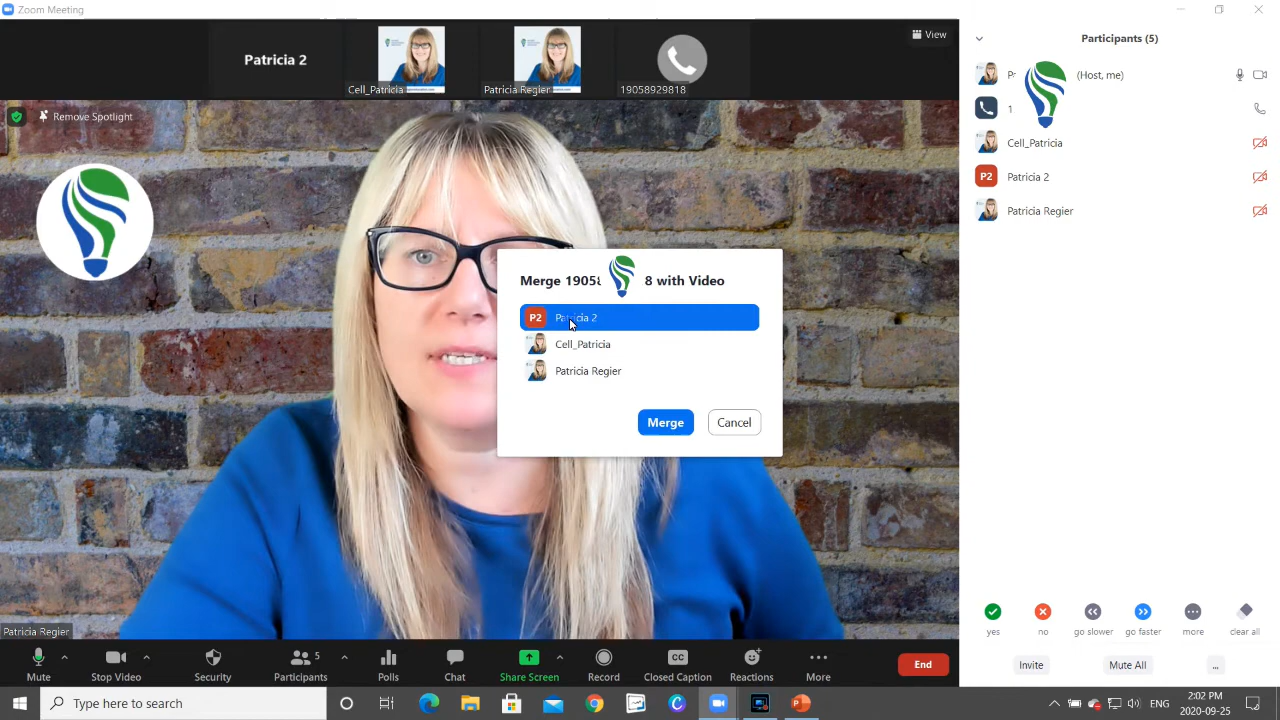 Zoom Meeting
Patricia 2
Cell_Patricia
Patricia Regier
19058929818
View
Remove Spotlight
Patricia Regier
Participants (5)
(Host, me)
1
Cell_Patricia
P2 Patricia 2
Patricia Regier
Merge 1905 8 with Video
P2 Patricia 2
Cell_Patricia
Patricia Regier
Merge
Cancel
yes
no
go slower
go faster
more
clear all
Invite
Mute All
...
Mute
Stop Video
Security
5
Participants
Polls
Chat
Share Screen
Record
CC
Closed Caption
Reactions
More
End
Type here to search
ENG
2:02 PM
2020-09-25